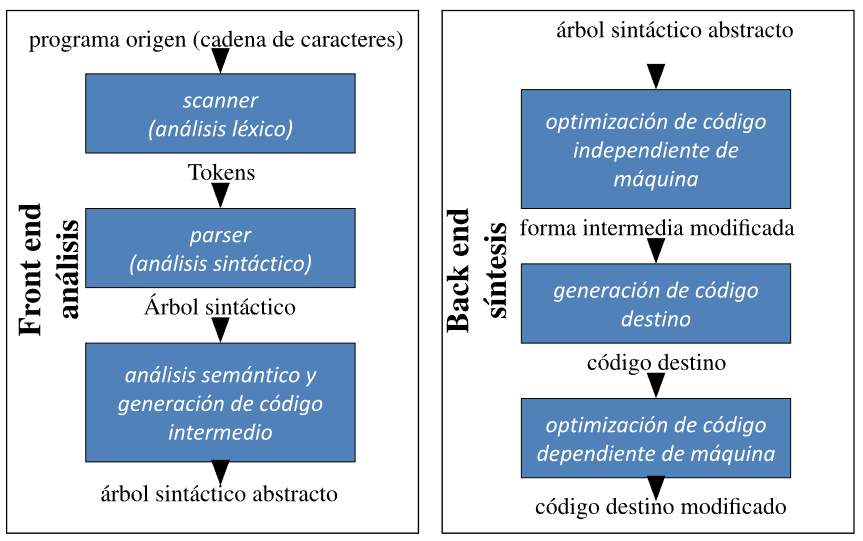 programa origen (cadena de caracteres)
scanner
(análisis léxico)
Tokens
parser
(análisis sintáctico)
Árbol sintáctico
análisis semántico y
generación de código
intermedio
árbol sintáctico abstracto
Front end
análisis
árbol sintáctico abstracto
optimización de código
independiente de
máquina
forma intermedia modificada
generación de código
destino
código destino
optimización de código
dependiente de máquina
código destino modificado
Back end
síntesis